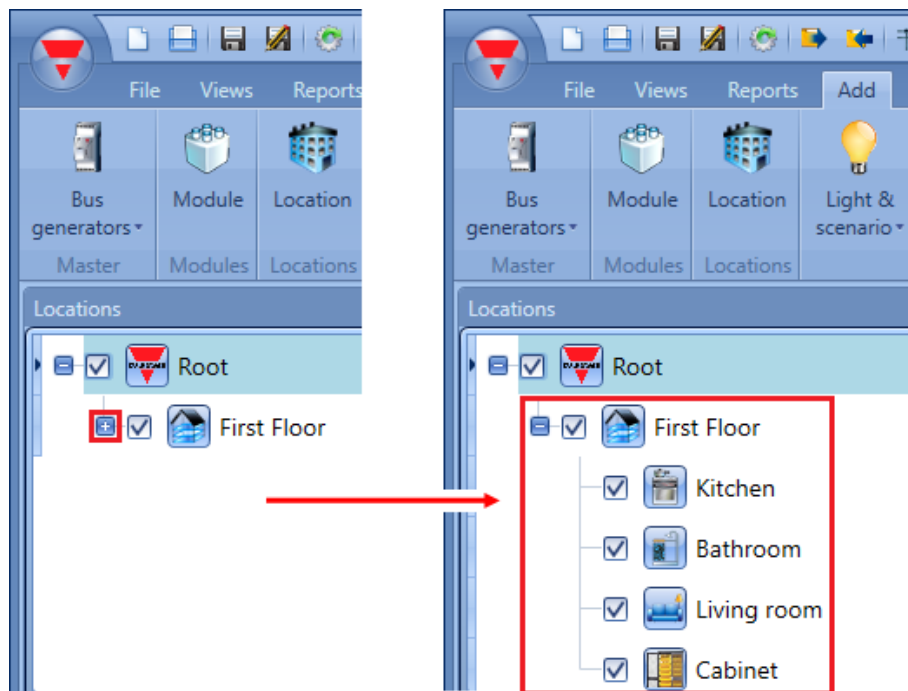 File Views Reports
Bus generators
Module
Location
Master Modules Locations
Locations
Root
First Floor
File Views Reports Add
Bus generators
Module
Location
Light & scenario
Master Modules Locations
Locations
Root
First Floor
Kitchen
Bathroom
Living room
Cabinet